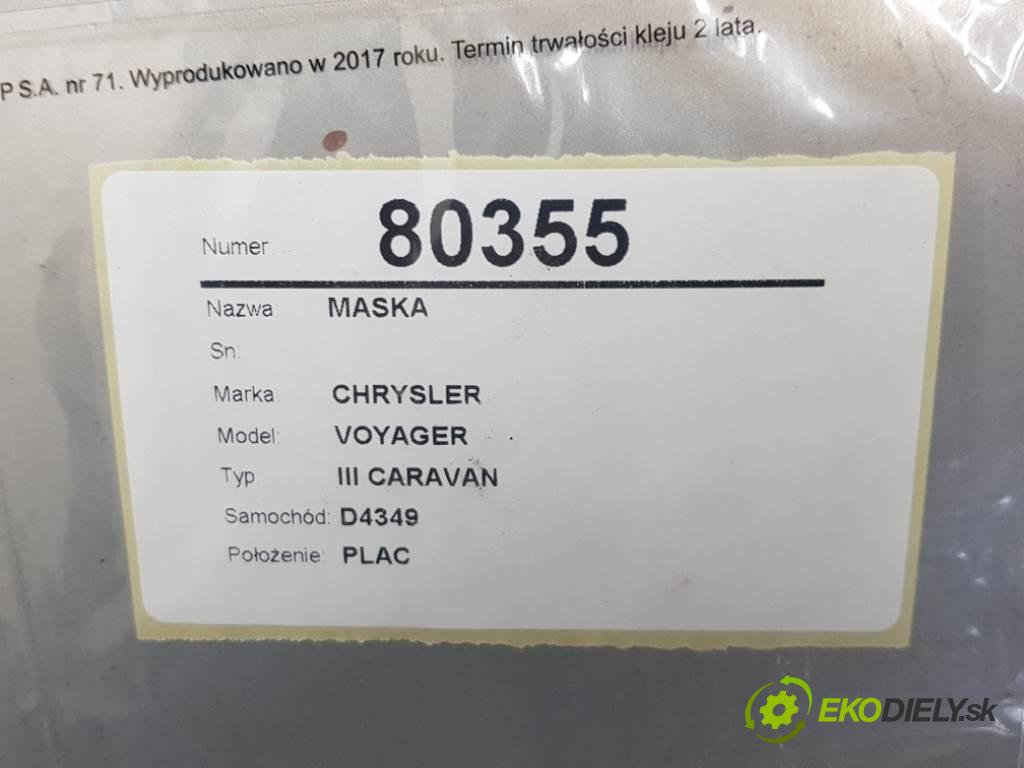 P S.A. nr 71. Wyprodukowano w 2017 roku. Termin trwałości kleju 2 lata.
Numer: 80355
Nazwa: MASKA
Sn:
Marka: CHRYSLER
Model: VOYAGER
Typ III CARAVAN
Samochód: D4349
Położenie: PLAC
EKODIELY.sk